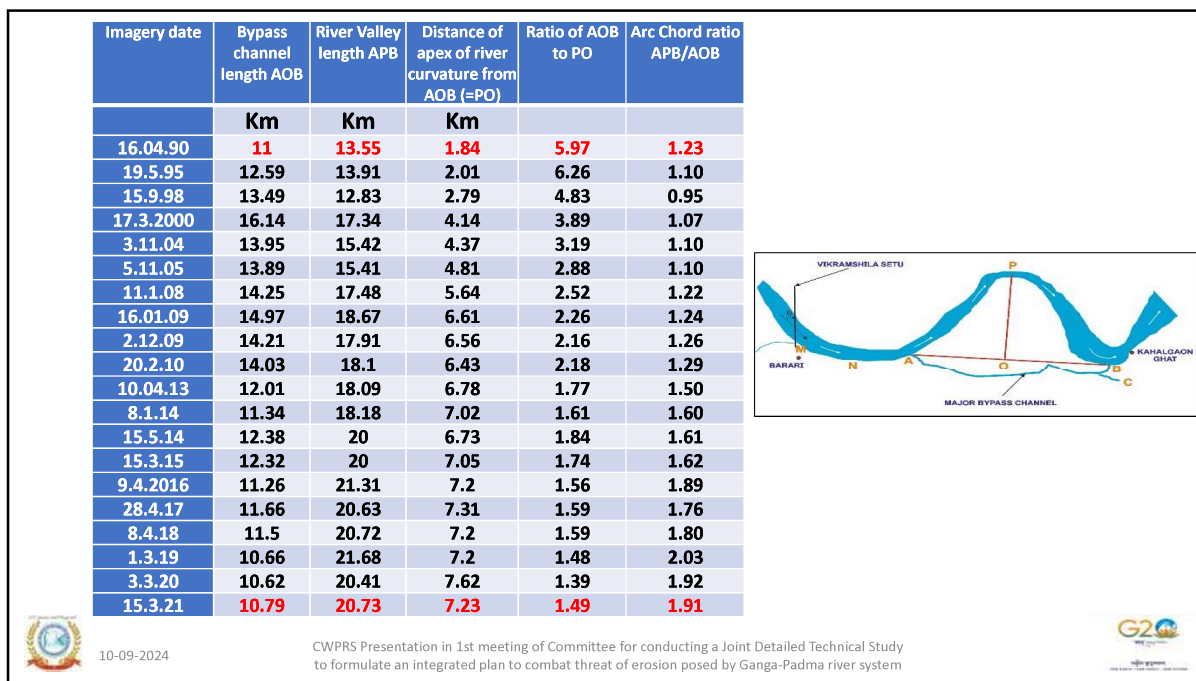 Imagery date Bypass channel length AOB River Valley length APB Distance of apex of river curvature from AOB (=PO) Ratio of AOB to PO Arc Chord ratio APB/AOB
Km Km Km
16.04.90 11 13.55 1.84 5.97 1.23
19.5.95 12.59 13.91 2.01 6.26 1.10
15.9.98 13.49 12.83 2.79 4.83 0.95
17.3.2000 16.14 17.34 4.14 3.89 1.07
3.11.04 13.95 15.42 4.37 3.19 1.10
5.11.05 13.89 15.41 4.81 2.88 1.10
11.1.08 14.25 17.48 5.64 2.52 1.22
16.01.09 14.97 18.67 6.61 2.26 1.24
2.12.09 14.21 17.91 6.56 2.16 1.26
20.2.10 14.03 18.1 6.43 2.18 1.29
10.04.13 12.01 18.09 6.78 1.77 1.50
8.1.14 11.34 18.18 7.02 1.61 1.60
15.5.14 12.38 20 6.73 1.84 1.61
15.3.15 12.32 20 7.05 1.74 1.62
9.4.2016 11.26 21.31 7.2 1.56 1.89
28.4.17 11.66 20.63 7.31 1.59 1.76
8.4.18 11.5 20.72 7.2 1.59 1.80
1.3.19 10.66 21.68 7.2 1.48 2.03
3.3.20 10.62 20.41 7.62 1.39 1.92
15.3.21 10.79 20.73 7.23 1.49 1.91
VIKRAMSHILA SETU
P
M
BARARI
N
A
O
B
C
KAHALGAON
GHAT
MAJOR BYPASS CHANNEL
10-09-2024
CWPRS Presentation in 1st meeting of Committee for conducting a Joint Detailed Technical Study
to formulate an integrated plan to combat threat of erosion posed by Ganga-Padma river system
G20